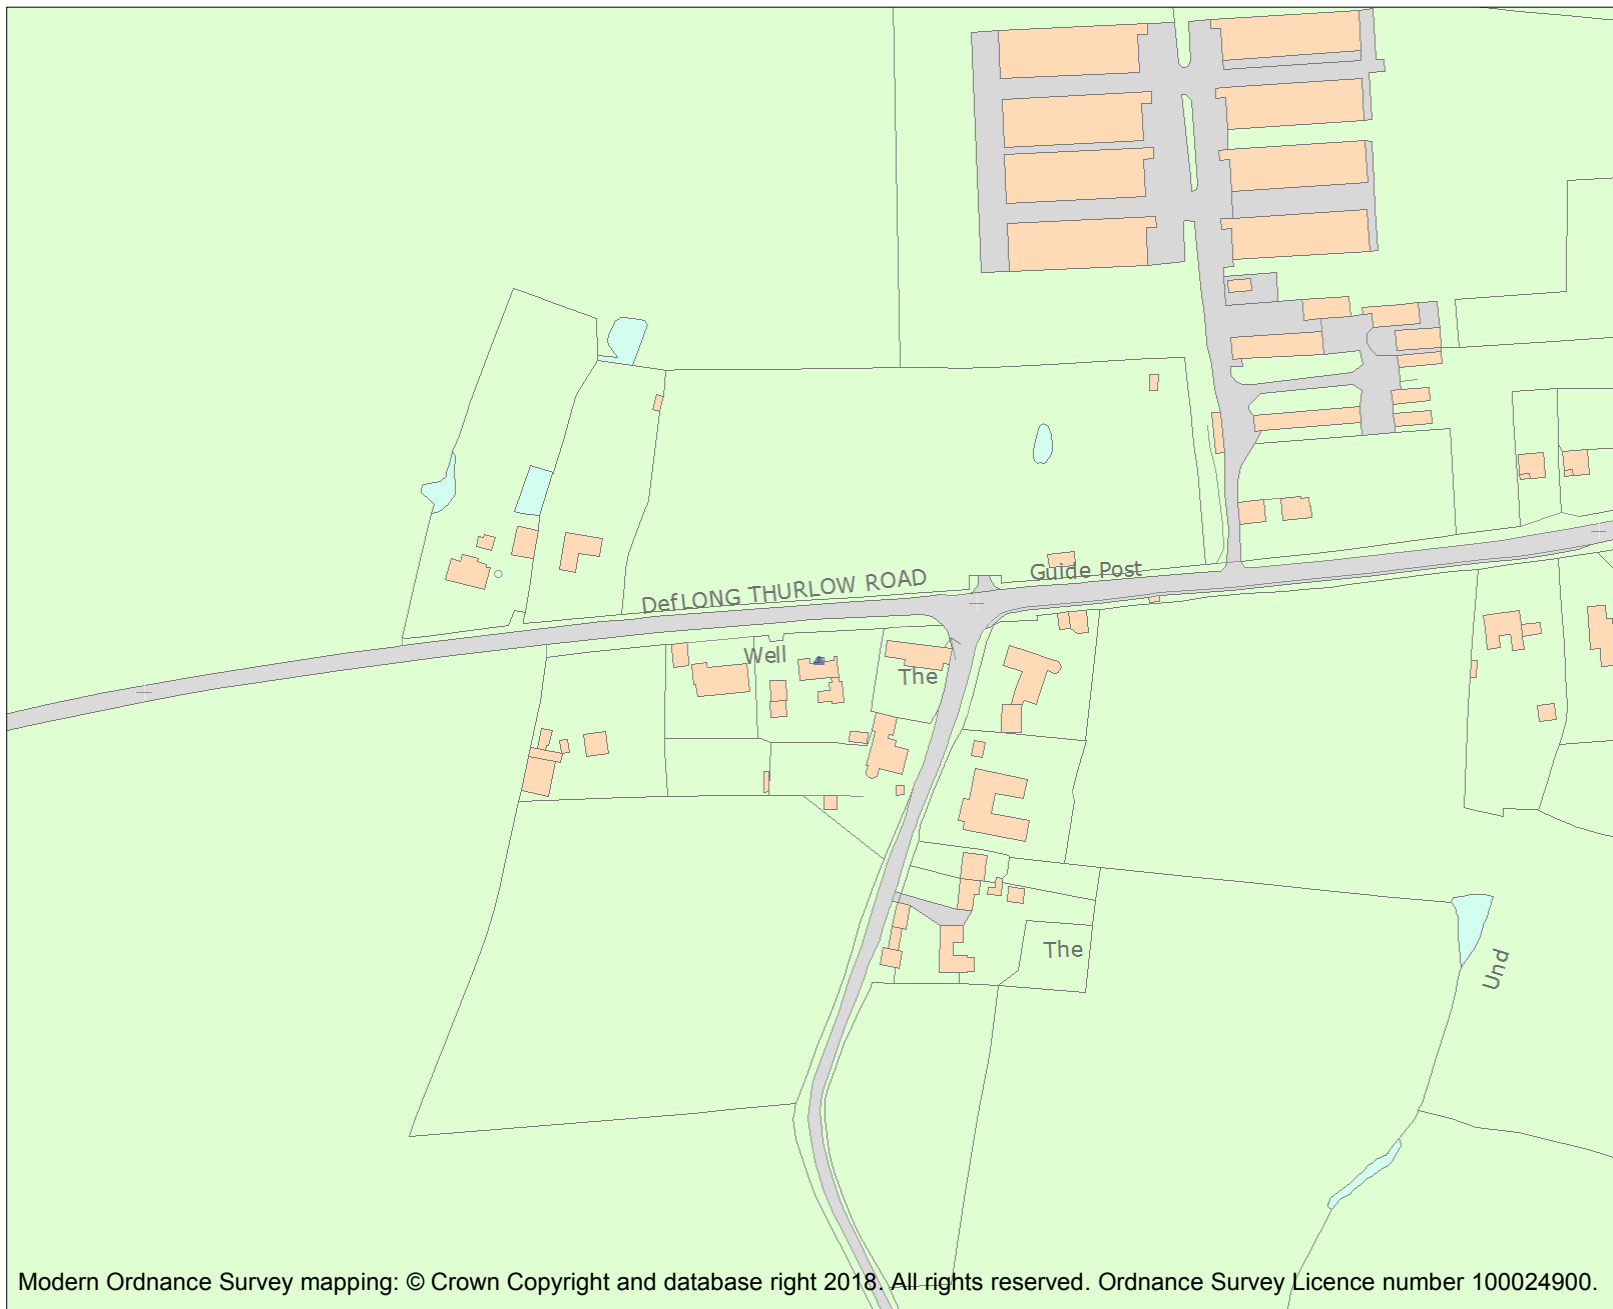 Guide Post
Def LONG THURLOW ROAD
Well
The
The
Und
Modern Ordnance Survey mapping: © Crown Copyright and database right 2018. All rights reserved. Ordnance Survey Licence number 100024900.